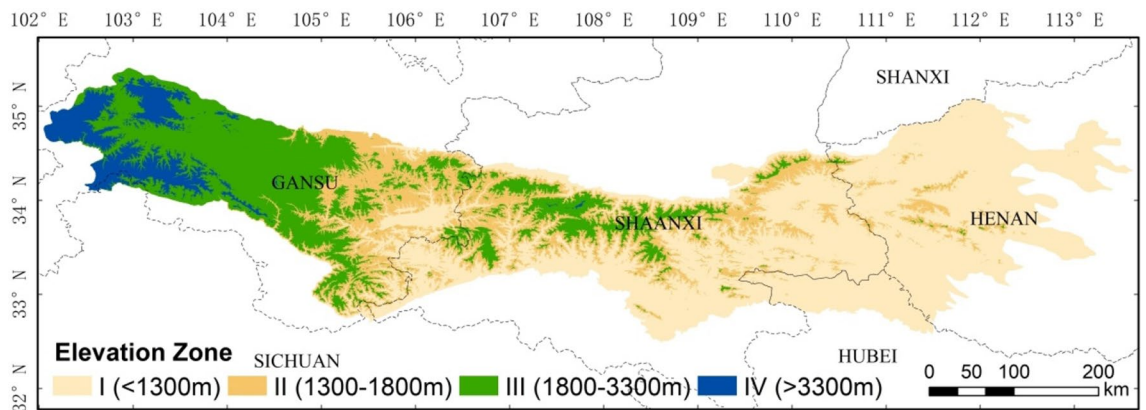 102° E 103° E 104° E 105° E 106° E 107° E 108° E 109° E 110° E 111° E 112° E 113° E
35° N
34° N
33° N
32° N
SHANXI
GANSU
SHAANXI
HENAN
SICHUAN
HUBEI
Elevation Zone
I (<1300m) II (1300-1800m) III (1800-3300m) IV (>3300m)
0 50 100 200
km